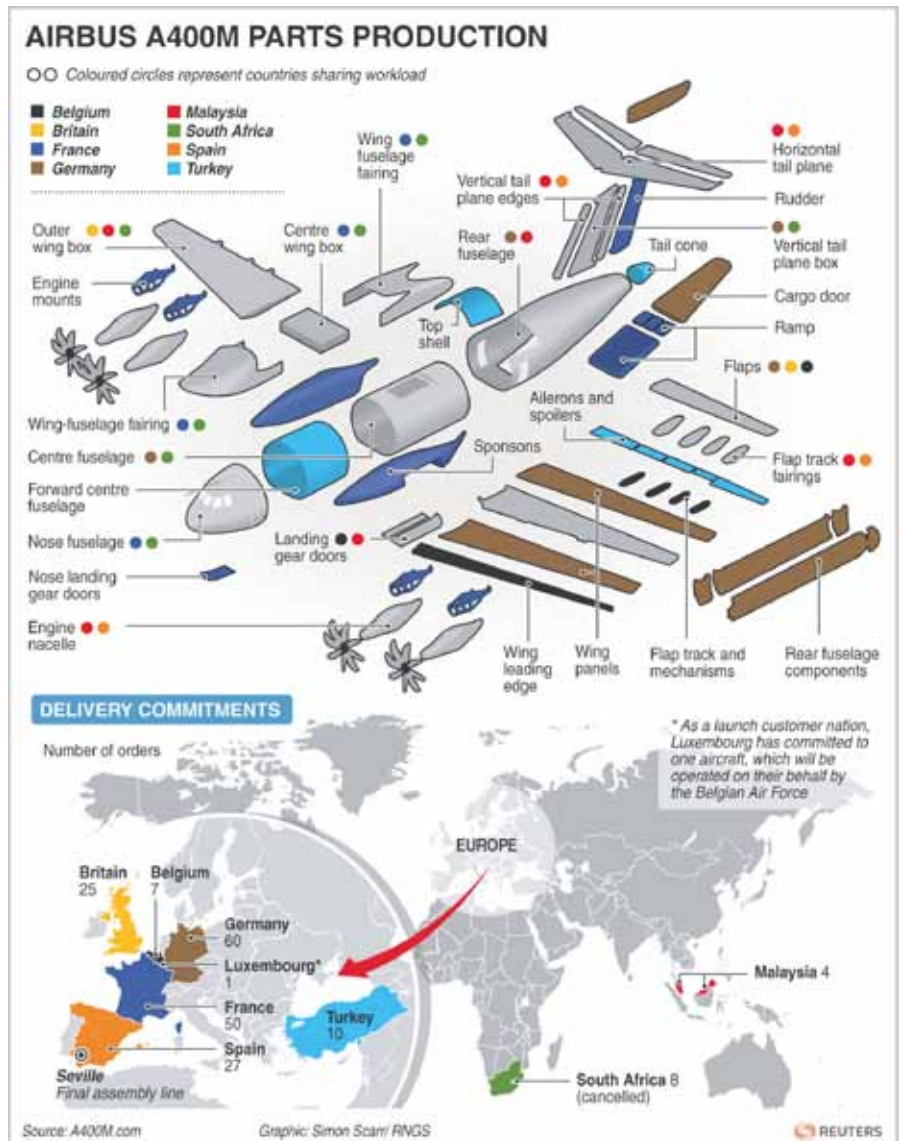 AIRBUS A400M PARTS PRODUCTION
Coloured circles represent countries sharing workload
Belgium
Britain
France
Germany
Malaysia
South Africa
Spain
Turkey
Wing
fuselage
fairing
Horizontal
tail plane
Vertical tail
plane edges
Rudder
Outer
wing box
Centre
wing box
Rear
fuselage
Tail cone
Vertical tail
plane box
Engine
mounts
Cargo door
Top
shell
Ramp
Flaps
Ailerons and
spoilers
Wing-fuselage fairing
Centre fuselage
Sponsons
Flap track
fairings
Forward centre
fuselage
Nose fuselage
Landing
gear doors
Nose landing
gear doors
Engine
nacelle
Wing
leading
edge
Wing
panels
Flap track and
mechanisms
Rear fuselage
components
DELIVERY COMMITMENTS
Number of orders
* As a launch customer nation,
Luxembourg has committed to
one aircraft, which will be
operated on their behalf by
the Belgian Air Force
EUROPE
Britain
25
Belgium
7
Germany
60
Luxembourg*
1
France
50
Spain
27
Turkey
10
Malaysia 4
South Africa 8
(cancelled)
Seville
Final assembly line
Source: A400M.com
Graphic: Simon Scarr/ RNGS
REUTERS